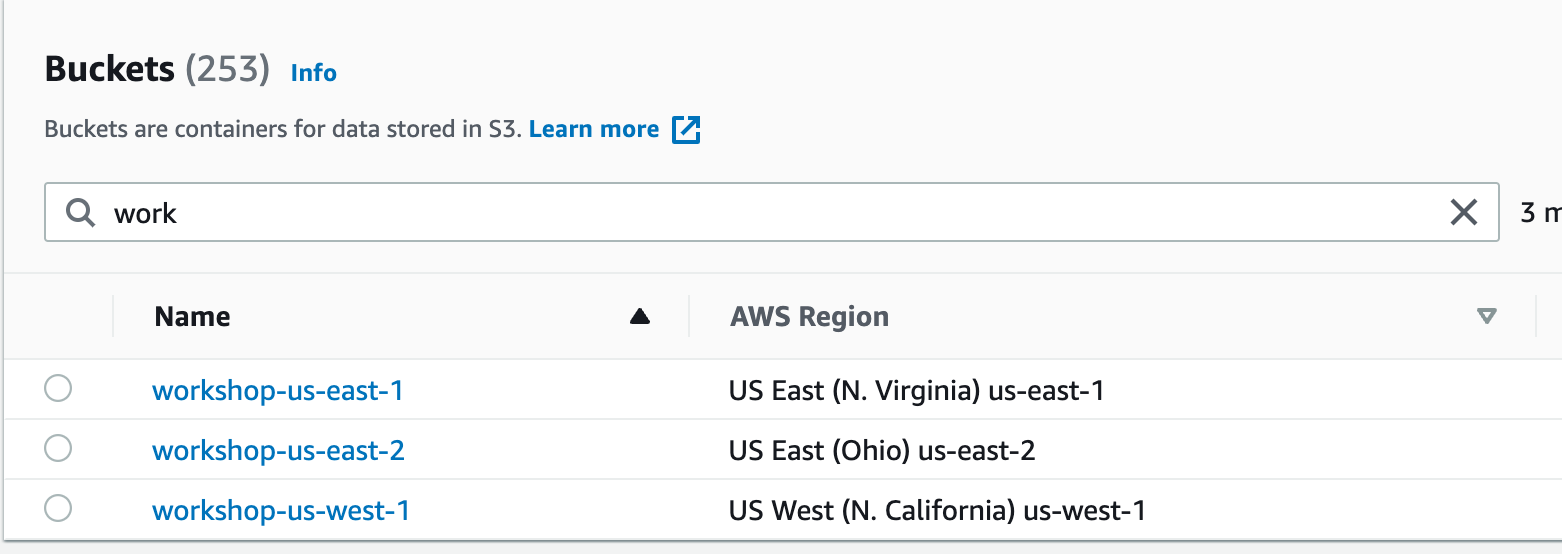 Buckets (253) Info
Buckets are containers for data stored in S3. Learn more
work 3
Name AWS Region
workshop-us-east-1 US East (N. Virginia) us-east-1
workshop-us-east-2 US East (Ohio) us-east-2
workshop-us-west-1 US West (N. California) us-west-1